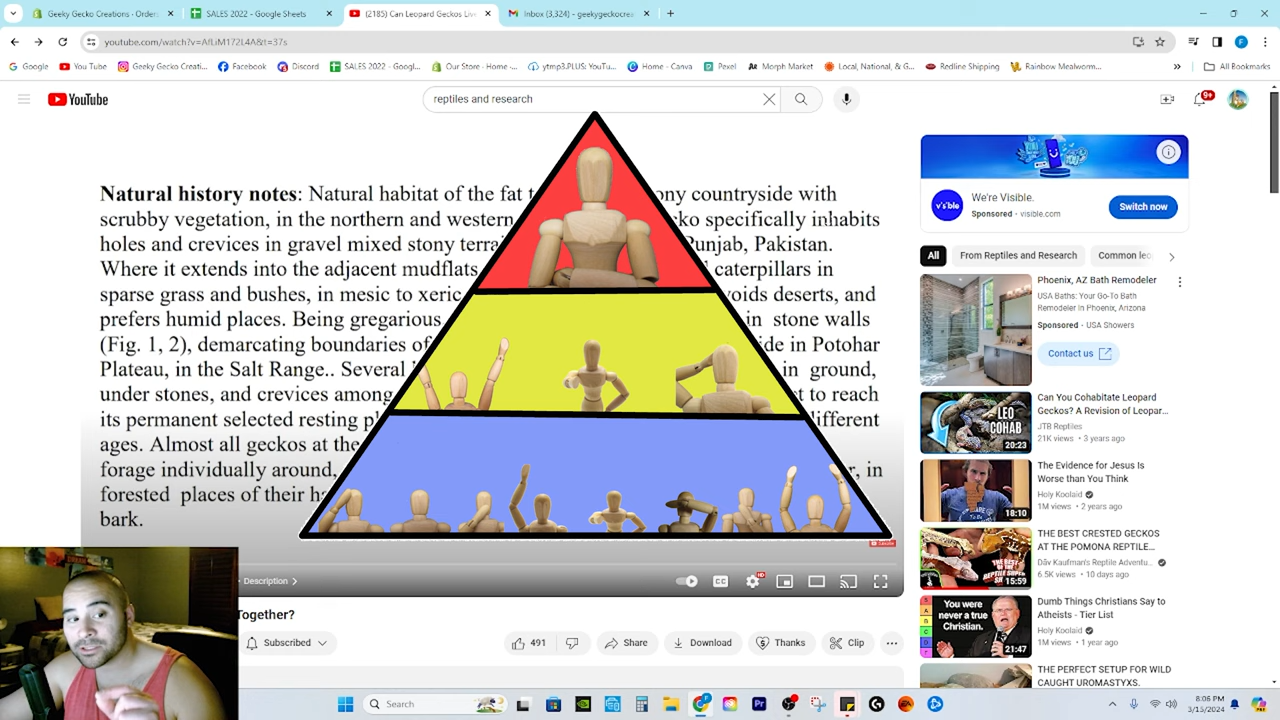 Geeky Gecko Creations - Orders
SALES 2022 - Google Sheets
(2185) Can Leopard Geckos Liv
Inbox (3,324) - geekygeckocrea
youtube.com/watch?v=AfLiM172L4A&t=37s
Google
You Tube
Geeky Gecko Creati...
Facebook
Discord
SALES 2022 - Googl...
Our Store - Home...
ytmp3.PLUS: YouTu...
Home - Canva
Pexel
Morph Market
Local, National, & G...
Redline Shipping
Rainbow Mealworm...
All Bookmarks
YouTube
reptiles and research
9+
Natural history notes: Natural habitat of the fat ony countryside with
scrubby vegetation, in the northern and western cko specifically inhabits
holes and crevices in gravel mixed stony terra Punjab, Pakistan.
Where it extends into the adjacent mudflats caterpillars in
sparse grass and bushes, in mesic to xeric voids deserts, and
prefers humid places. Being gregarious in stone walls
(Fig. 1, 2), demarcating boundaries of ide in Potohar
Plateau, in the Salt Range.. Several in ground,
under stones, and crevices among t to reach
its permanent selected resting pl different
ages. Almost all geckos at the
forage individually around, r, in
forested places of their ha
bark.
Description
HD
Together?
Subscribed
491
Share
Download
Thanks
Clip
We're Visible.
Sponsored · visible.com
Switch now
v's'ble
All
From Reptiles and Research
Common leo
Phoenix, AZ Bath Remodeler
USA Baths: Your Go-To Bath
Remodeler in Phoenix, Arizona
Sponsored · USA Showers
Contact us
LEO
COHAB
20:23
Can You Cohabitate Leopard
Geckos? A Revision of Leopar...
JTB Reptiles
21K views · 3 years ago
18:10
The Evidence for Jesus Is
Worse than You Think
Holy Koolaid
1M views · 2 years ago
15:59
THE BEST CRESTED GECKOS
AT THE POMONA REPTILE...
Dāv Kaufman's Reptile Adventu...
6.5K views · 10 days ago
You were
never a true
Christian.
21:47
Dumb Things Christians Say to
Atheists - Tier List
Holy Koolaid
1M views · 1 year ago
THE PERFECT SETUP FOR WILD
CAUGHT UROMASTYXS.
Search
8:06 PM
3/15/2024